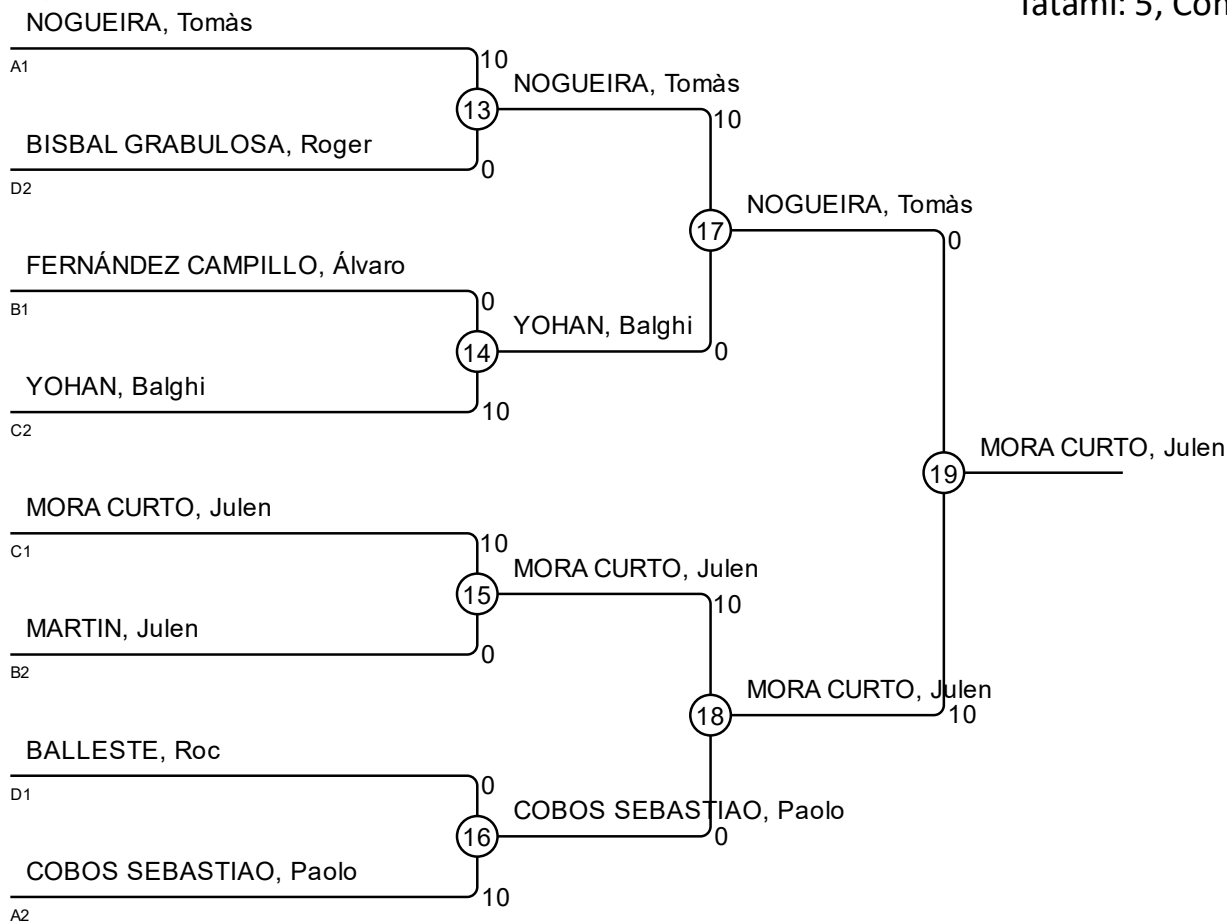 Tatami: 5, Con
NOGUEIRA, Tomàs
A1
10
NOGUEIRA, Tomàs
13
10
BISBAL GRABULOSA, Roger
0
D2
NOGUEIRA, Tomàs
17
0
FERNÁNDEZ CAMPILLO, Álvaro
B1
0
YOHAN, Balghi
14
0
YOHAN, Balghi
10
C2
MORA CURTO, Julen
19
MORA CURTO, Julen
C1
10
MORA CURTO, Julen
15
10
MARTIN, Julen
0
B2
MORA CURTO, Julen
18
10
BALLESTE, Roc
D1
0
COBOS SEBASTIAO, Paolo
16
0
COBOS SEBASTIAO, Paolo
10
A2